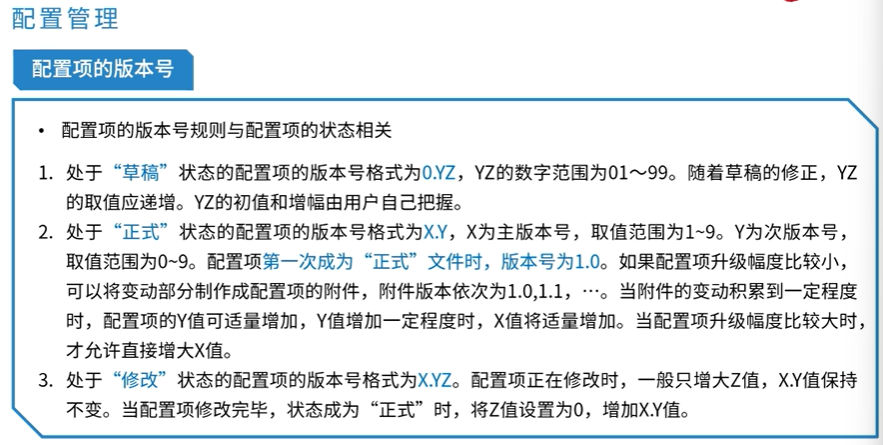 配置管理
配置项的版本号
• 配置项的版本号规则与配置项的状态相关
1. 处于“草稿”状态的配置项的版本号格式为0.YZ，YZ的数字范围为01～99。随着草稿的修正，YZ
的取值应递增。YZ的初值和增幅由用户自己把握。
2. 处于“正式”状态的配置项的版本号格式为X.Y，X为主版本号，取值范围为1~9。Y为次版本号，
取值范围为0~9。配置项第一次成为“正式”文件时，版本号为1.0。如果配置项升级幅度比较小，
可以将变动部分制作成配置项的附件，附件版本依次为1.0,1.1，…。当附件的变动积累到一定程度
时，配置项的Y值可适量增加，Y值增加一定程度时，X值将适量增加。当配置项升级幅度比较大时，
才允许直接增大X值。
3. 处于“修改”状态的配置项的版本号格式为X.YZ。配置项正在修改时，一般只增大Z值，X.Y值保持
不变。当配置项修改完毕，状态成为“正式”时，将Z值设置为0，增加X.Y值。